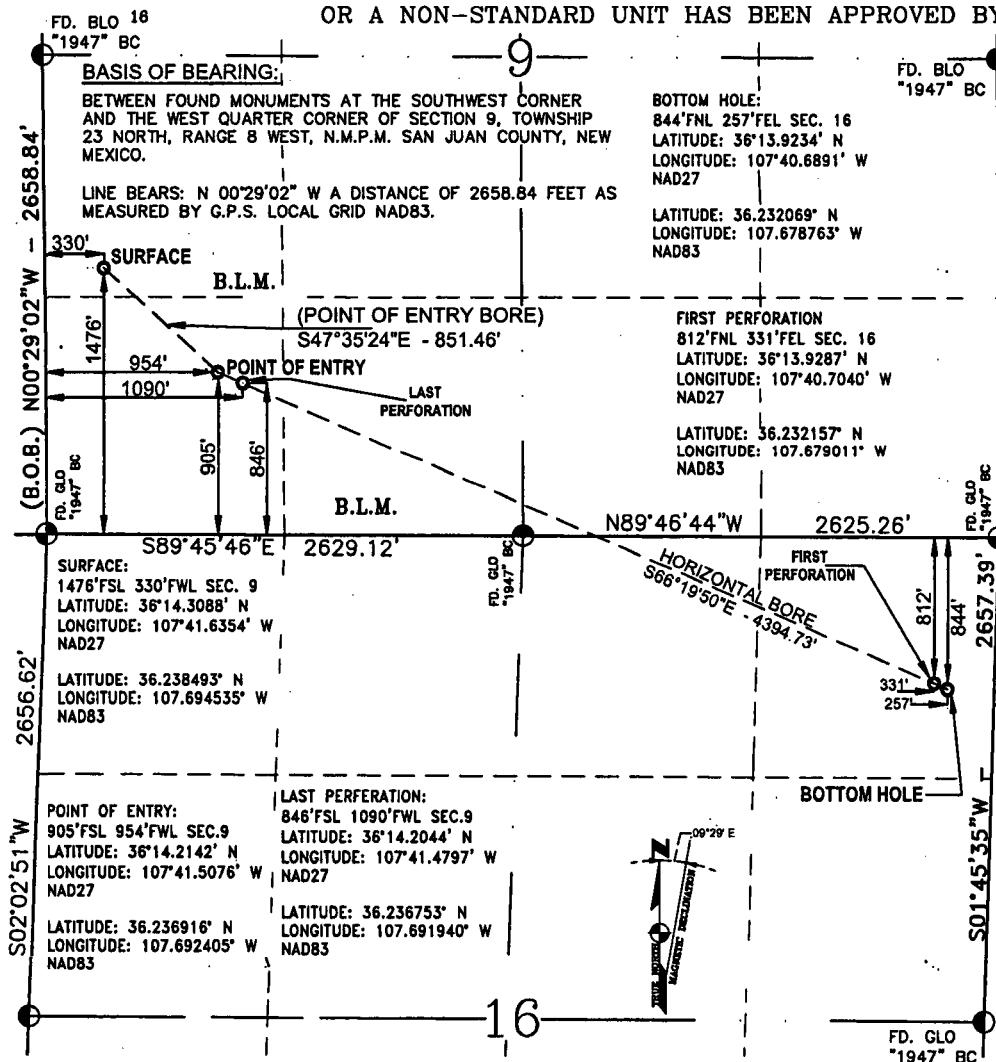 OR A NON-STANDARD UNIT HAS BEEN APPROVED BY
FD. BLO 16
"1947" BC
9
FD. BLO
"1947" BC
BASIS OF BEARING:
BETWEEN FOUND MONUMENTS AT THE SOUTHWEST CORNER
AND THE WEST QUARTER CORNER OF SECTION 9, TOWNSHIP
23 NORTH, RANGE 8 WEST, N.M.P.M. SAN JUAN COUNTY, NEW
MEXICO.
LINE BEARS: N 00°29'02" W A DISTANCE OF 2658.84 FEET AS
MEASURED BY G.P.S. LOCAL GRID NAD83.
BOTTOM HOLE:
844'FNL 257'FEL SEC. 16
LATITUDE: 36°13.9234' N
LONGITUDE: 107°40.6891' W
NAD27
LATITUDE: 36.232069° N
LONGITUDE: 107.678763° W
NAD83
(B.O.B.) N00°29'02"W - 2658.84'
330'
SURFACE
B.L.M.
1476'
(POINT OF ENTRY BORE)
S47°35'24"E - 851.46'
954'
POINT OF ENTRY
1090'
LAST
PERFORATION
905'
846'
FIRST PERFORATION
812'FNL 331'FEL SEC. 16
LATITUDE: 36°13.9287' N
LONGITUDE: 107°40.7040' W
NAD27
LATITUDE: 36.232157° N
LONGITUDE: 107.679011° W
NAD83
FD. GLO
"1947" BC
B.L.M.
S89°45'46"E 2629.12'
FD. GLO
"1947" BC
N89°46'44"W 2625.26'
FD. GLO
"1947" BC
SURFACE:
1476'FSL 330'FWL SEC. 9
LATITUDE: 36°14.3088' N
LONGITUDE: 107°41.6354' W
NAD27
LATITUDE: 36.238493° N
LONGITUDE: 107.694535° W
NAD83
HORIZONTAL BORE
S66°19'50"E - 4394.73'
FIRST
PERFORATION
812'
844'
331'
257'
BOTTOM HOLE
S02°02'51"W 2656.62'
S01°45'35"W - 2657.39'
POINT OF ENTRY:
905'FSL 954'FWL SEC.9
LATITUDE: 36°14.2142' N
LONGITUDE: 107°41.5076' W
NAD27
LATITUDE: 36.236916° N
LONGITUDE: 107.692405° W
NAD83
LAST PERFERATION:
846'FSL 1090'FWL SEC.9
LATITUDE: 36°14.2044' N
LONGITUDE: 107°41.4797' W
NAD27
LATITUDE: 36.236753° N
LONGITUDE: 107.691940° W
NAD83
N
09°29' E
TRUE NORTH
MAGNETIC DECLINATION
16
FD. GLO
"1947" BC